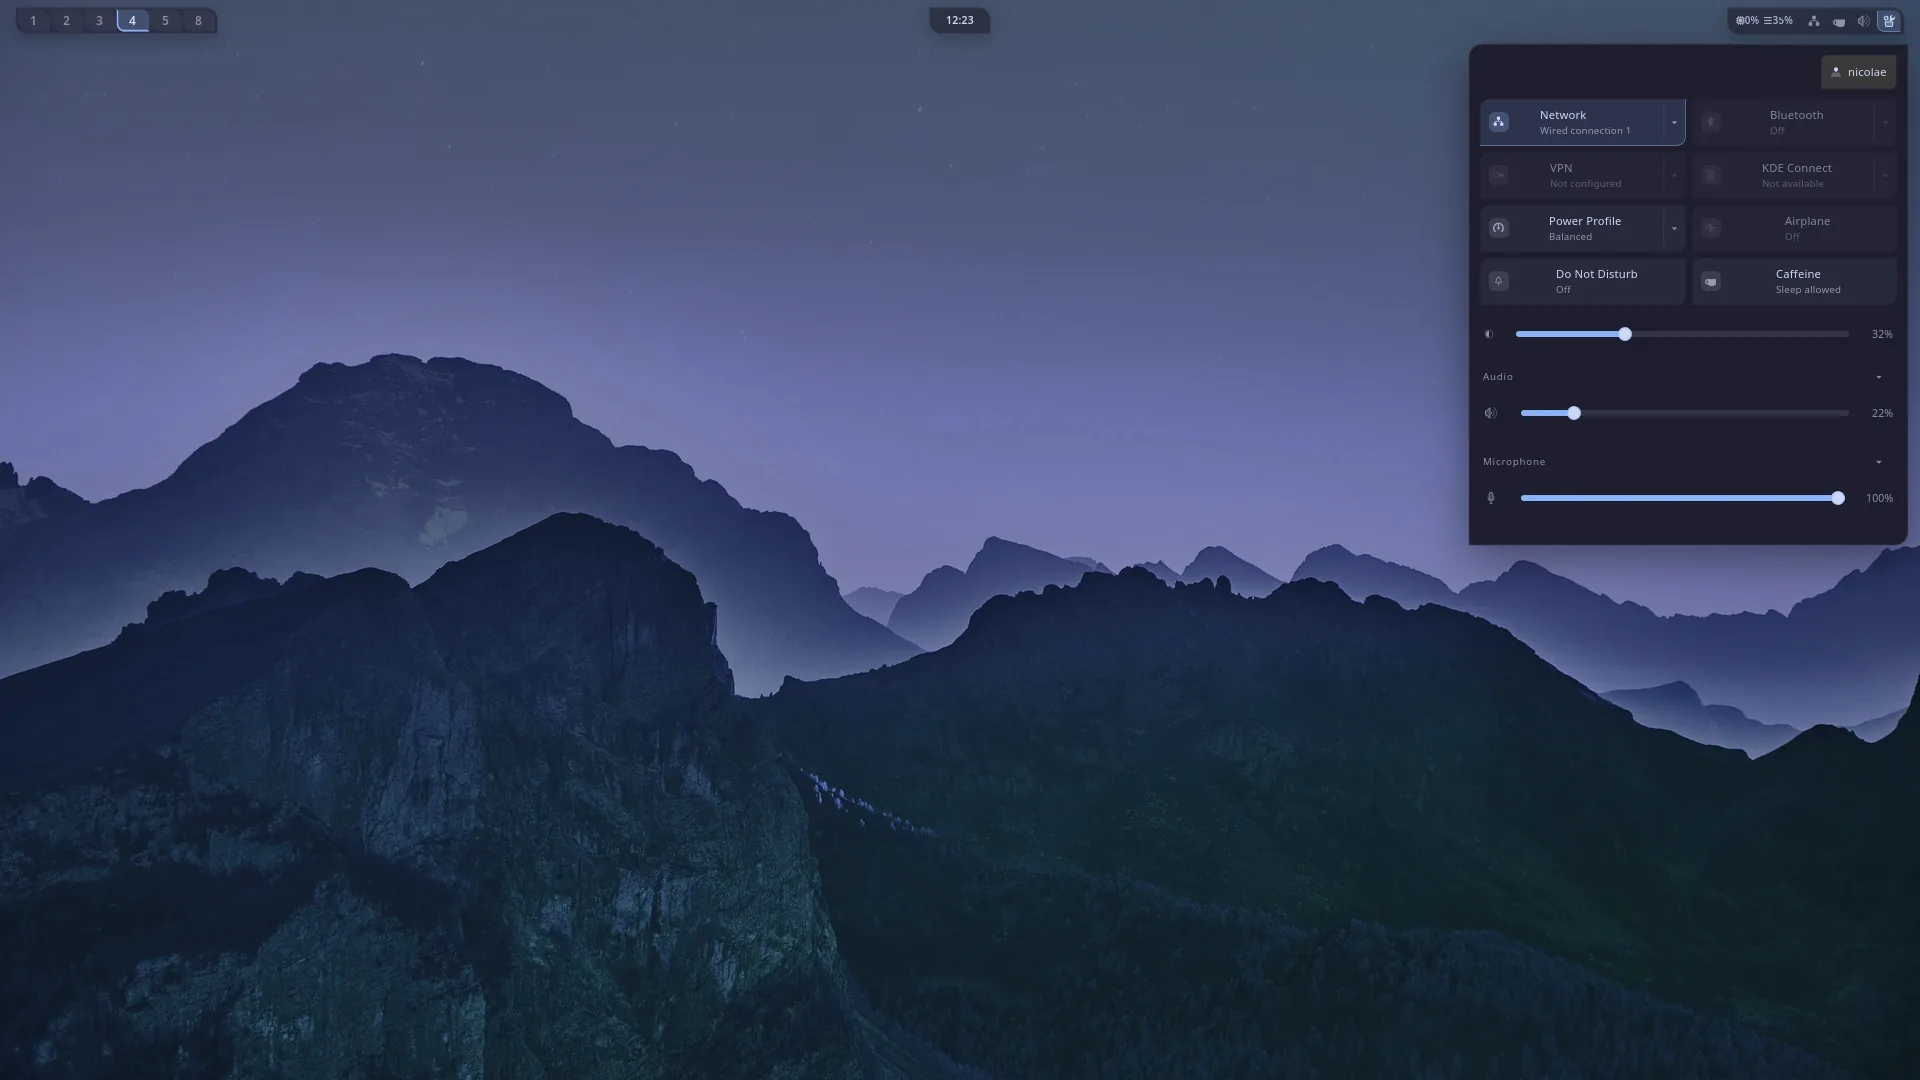 1 2 3 4 5 8
12:23
0% 35%
nicolae
Network
Wired connection 1
Bluetooth
Off
VPN
Not configured
KDE Connect
Not available
Power Profile
Balanced
Airplane
Off
Do Not Disturb
Off
Caffeine
Sleep allowed
32%
Audio
22%
Microphone
100%